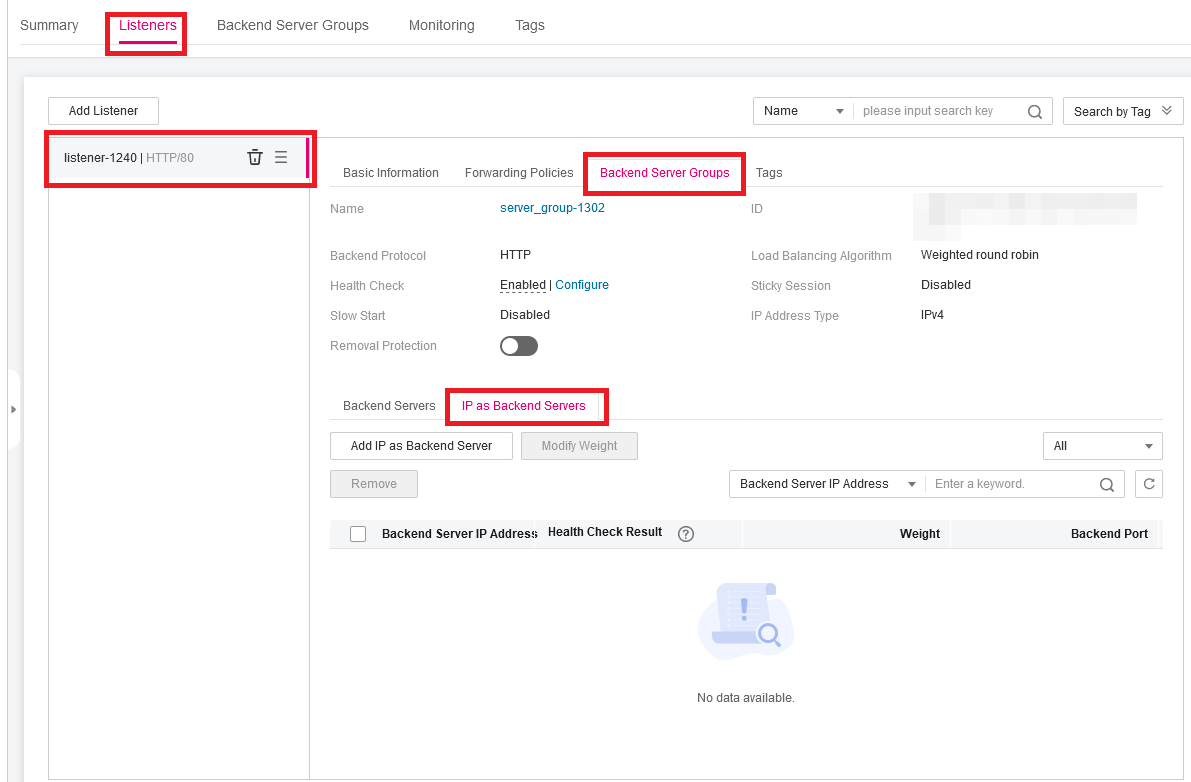 Summary Listeners Backend Server Groups Monitoring Tags
Add Listener Name please input search key Search by Tag
listener-1240 | HTTP/80
Basic Information Forwarding Policies Backend Server Groups Tags
Name server_group-1302 ID
Backend Protocol HTTP Load Balancing Algorithm Weighted round robin
Health Check Enabled | Configure Sticky Session Disabled
Slow Start Disabled IP Address Type IPv4
Removal Protection
Backend Servers IP as Backend Servers
Add IP as Backend Server Modify Weight All
Remove Backend Server IP Address Enter a keyword.
Backend Server IP Address Health Check Result ? Weight Backend Port
No data available.